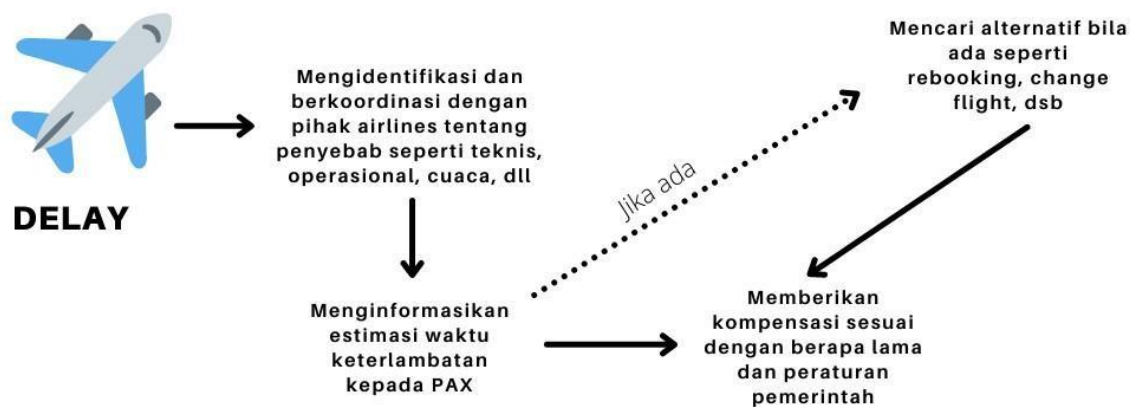 DELAY
Mengidentifikasi dan
berkoordinasi dengan
pihak airlines tentang
penyebab seperti teknis,
operasional, cuaca, dll
Menginformasikan
estimasi waktu
keterlambatan
kepada PAX
Jika ada
Mencari alternatif bila
ada seperti
rebooking, change
flight, dsb
Memberikan
kompensasi sesuai
dengan berapa lama
dan peraturan
pemerintah